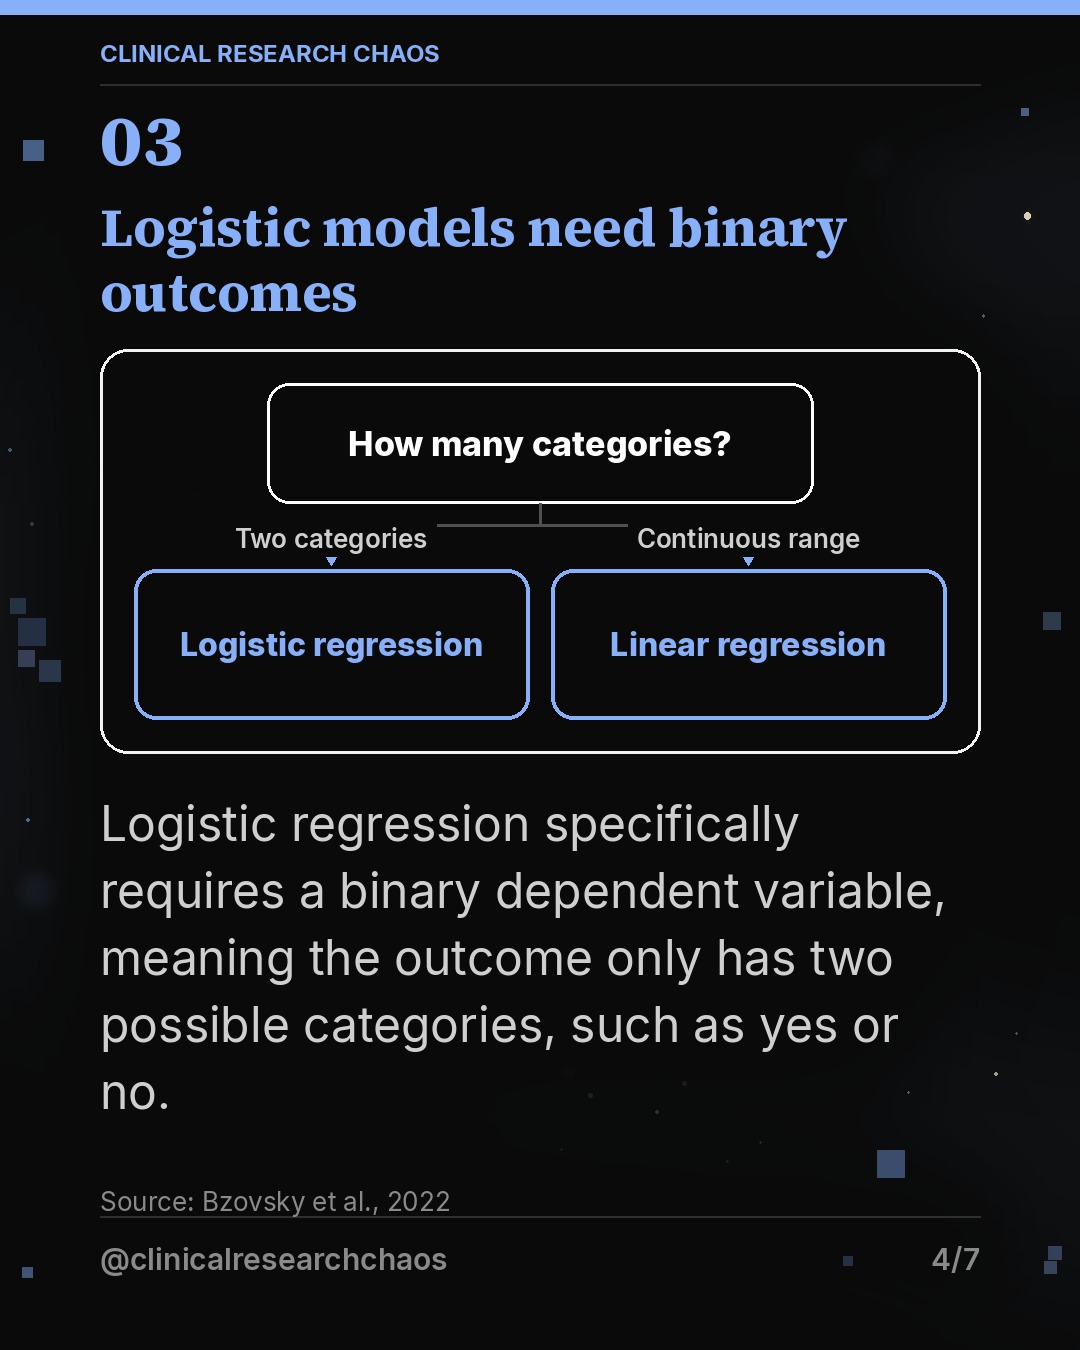 CLINICAL RESEARCH CHAOS
03
Logistic models need binary
outcomes
How many categories?
Two categories
Continuous range
Logistic regression
Linear regression
Logistic regression specifically
requires a binary dependent variable,
meaning the outcome only has two
possible categories, such as yes or
no.
Source: Bzovsky et al., 2022
@clinicalresearchchaos
4/7